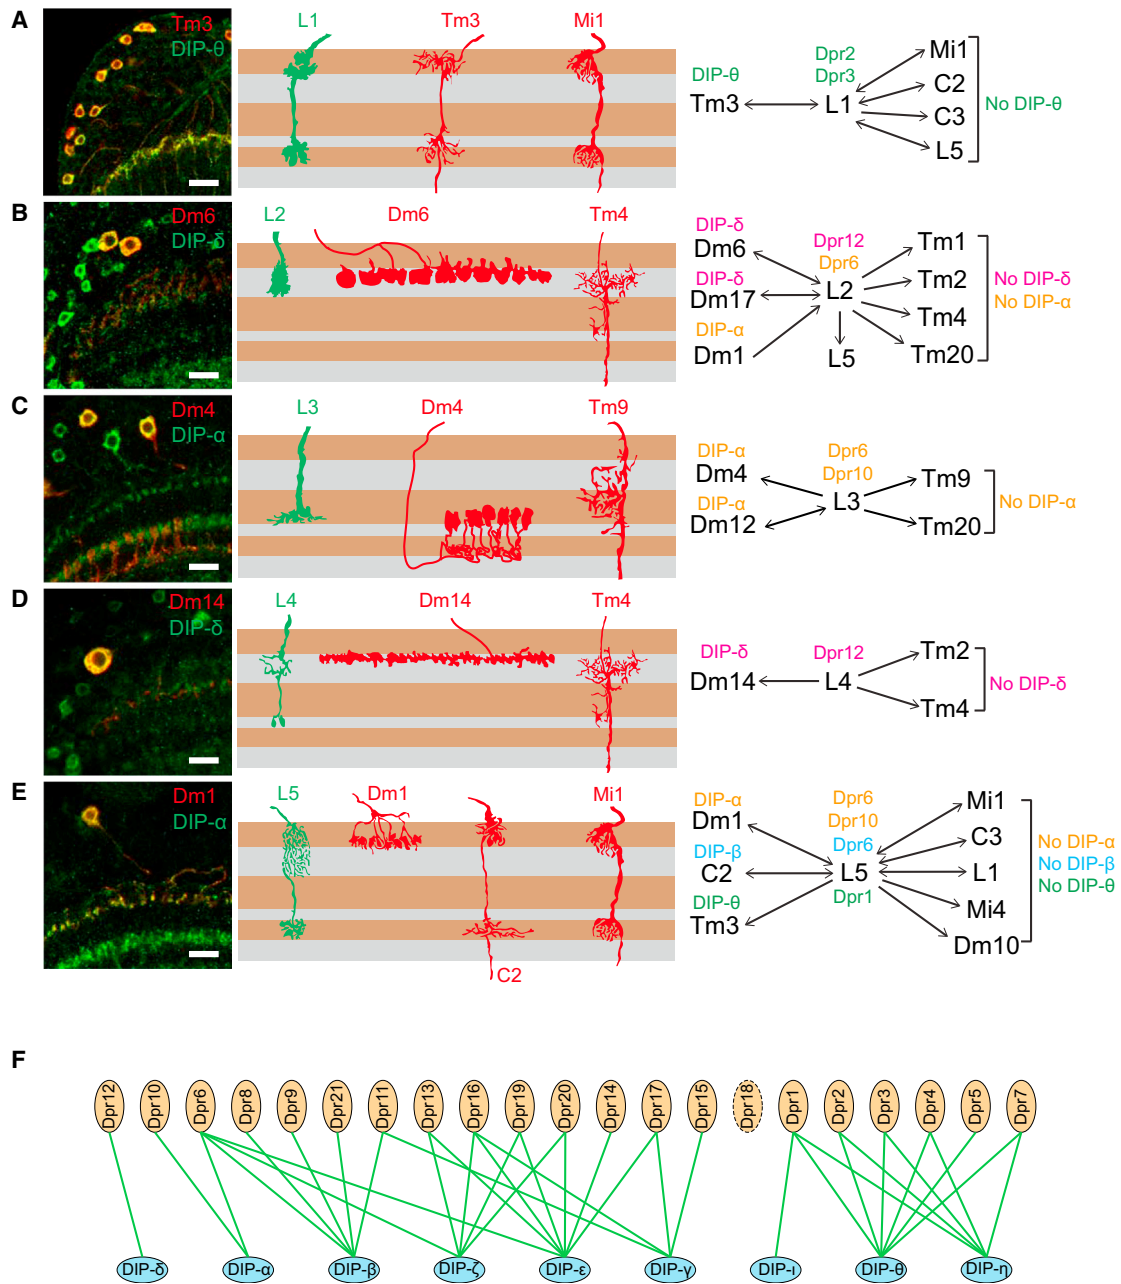 A
Tm3
DIP-θ
L1
Tm3
Mi1
DIP-θ
Tm3
Dpr2
Dpr3
L1
Mi1
C2
C3
L5
No DIP-θ
B
Dm6
DIP-δ
L2
Dm6
Tm4
DIP-δ
Dm6
DIP-δ
Dm17
DIP-α
Dm1
Dpr12
Dpr6
L2
L5
Tm1
Tm2
Tm4
Tm20
No DIP-δ
No DIP-α
C
Dm4
DIP-α
L3
Dm4
Tm9
DIP-α
Dm4
DIP-α
Dm12
Dpr6
Dpr10
L3
Tm9
Tm20
No DIP-α
D
Dm14
DIP-δ
L4
Dm14
Tm4
DIP-δ
Dm14
Dpr12
L4
Tm2
Tm4
No DIP-δ
E
Dm1
DIP-α
L5
Dm1
C2
Mi1
DIP-α
Dm1
DIP-β
C2
DIP-θ
Tm3
Dpr6
Dpr10
Dpr6
L5
Dpr1
Mi1
C3
L1
Mi4
Dm10
No DIP-α
No DIP-β
No DIP-θ
F
Dpr12
Dpr10
Dpr6
Dpr8
Dpr9
Dpr21
Dpr11
Dpr13
Dpr16
Dpr19
Dpr20
Dpr14
Dpr17
Dpr15
Dpr18
Dpr1
Dpr2
Dpr3
Dpr4
Dpr5
Dpr7
DIP-δ
DIP-α
DIP-β
DIP-ζ
DIP-ε
DIP-γ
DIP-ι
DIP-θ
DIP-η